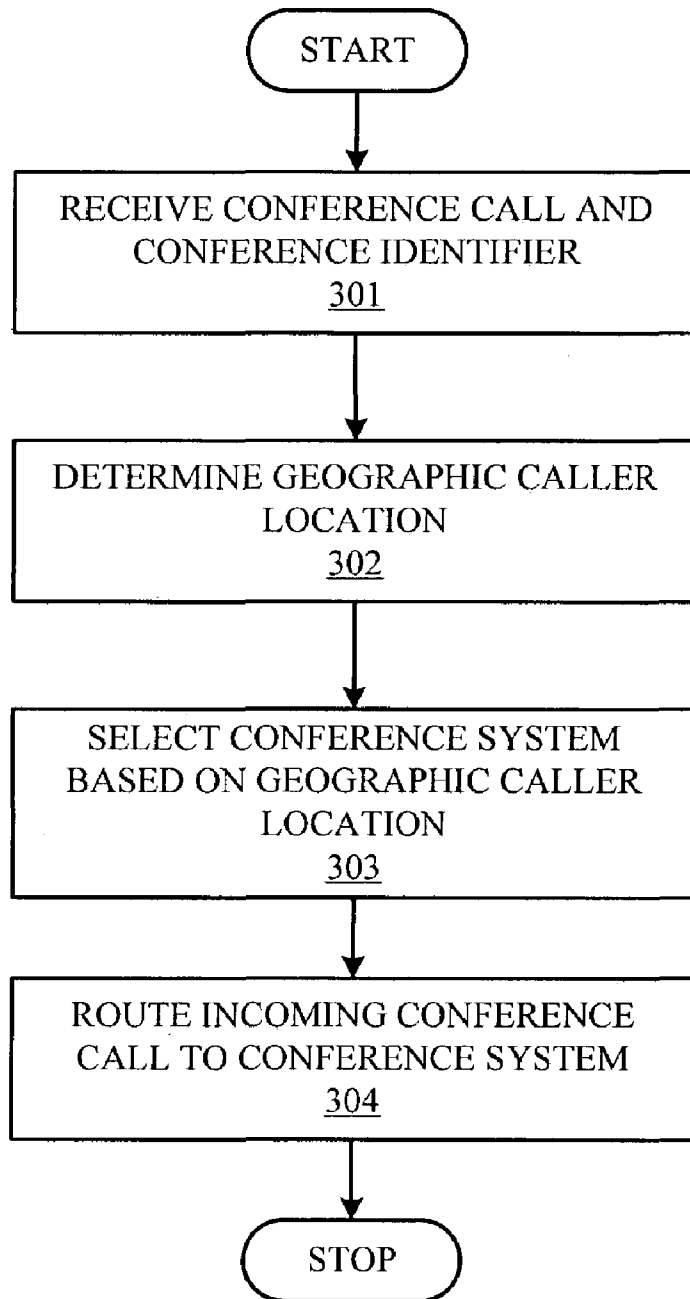 START
RECEIVE CONFERENCE CALL AND
CONFERENCE IDENTIFIER
301
DETERMINE GEOGRAPHIC CALLER
LOCATION
302
SELECT CONFERENCE SYSTEM
BASED ON GEOGRAPHIC CALLER
LOCATION
303
ROUTE INCOMING CONFERENCE
CALL TO CONFERENCE SYSTEM
304
STOP